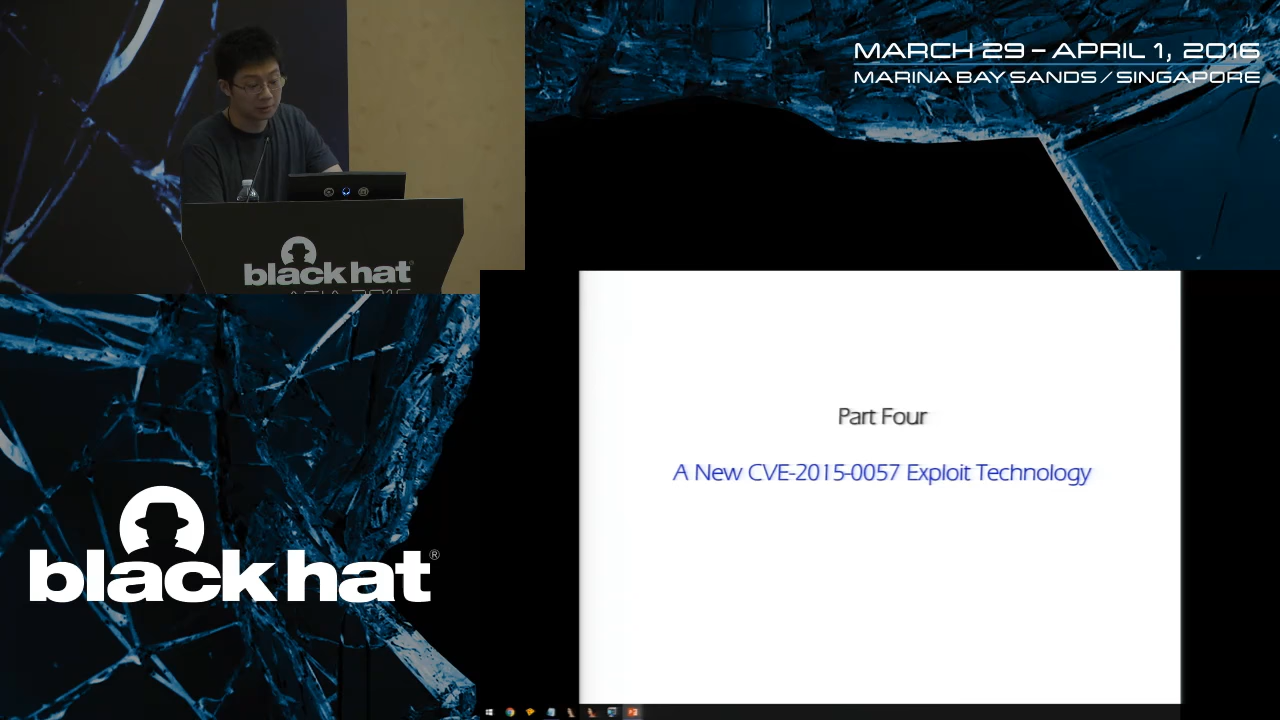 MARCH 29 - APRIL 1, 2016
MARINA BAY SANDS / SINGAPORE
black hat
Part Four
A New CVE-2015-0057 Exploit Technology
black hat®